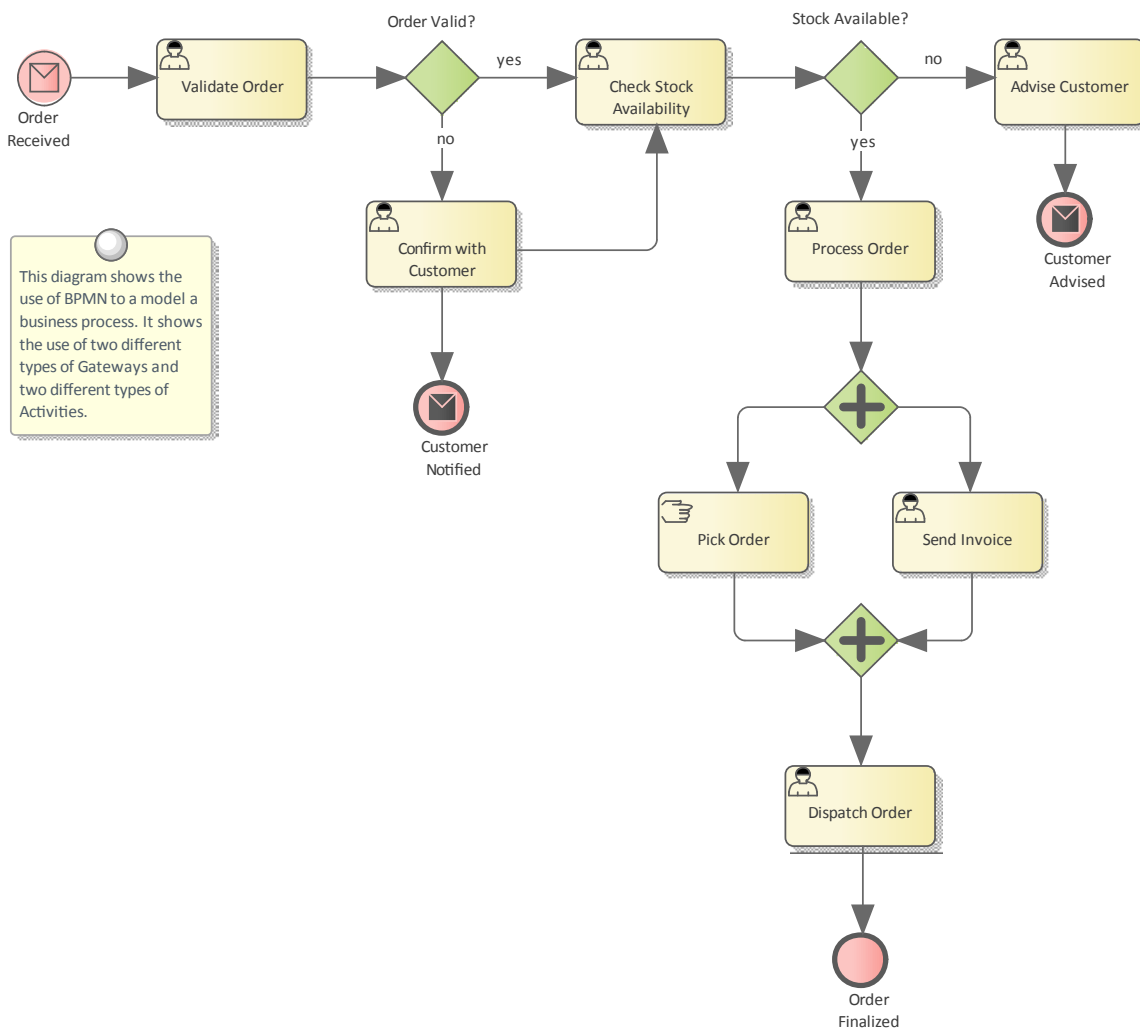 Order Valid?
Stock Available?
Validate Order
yes
Check Stock
Availability
no
Advise Customer
Order
Received
no
yes
Confirm with
Customer
Process Order
Customer
Advised
This diagram shows the
use of BPMN to a model a
business process. It shows
the use of two different
types of Gateways and
two different types of
Activities.
Customer
Notified
Pick Order
Send Invoice
Dispatch Order
Order
Finalized